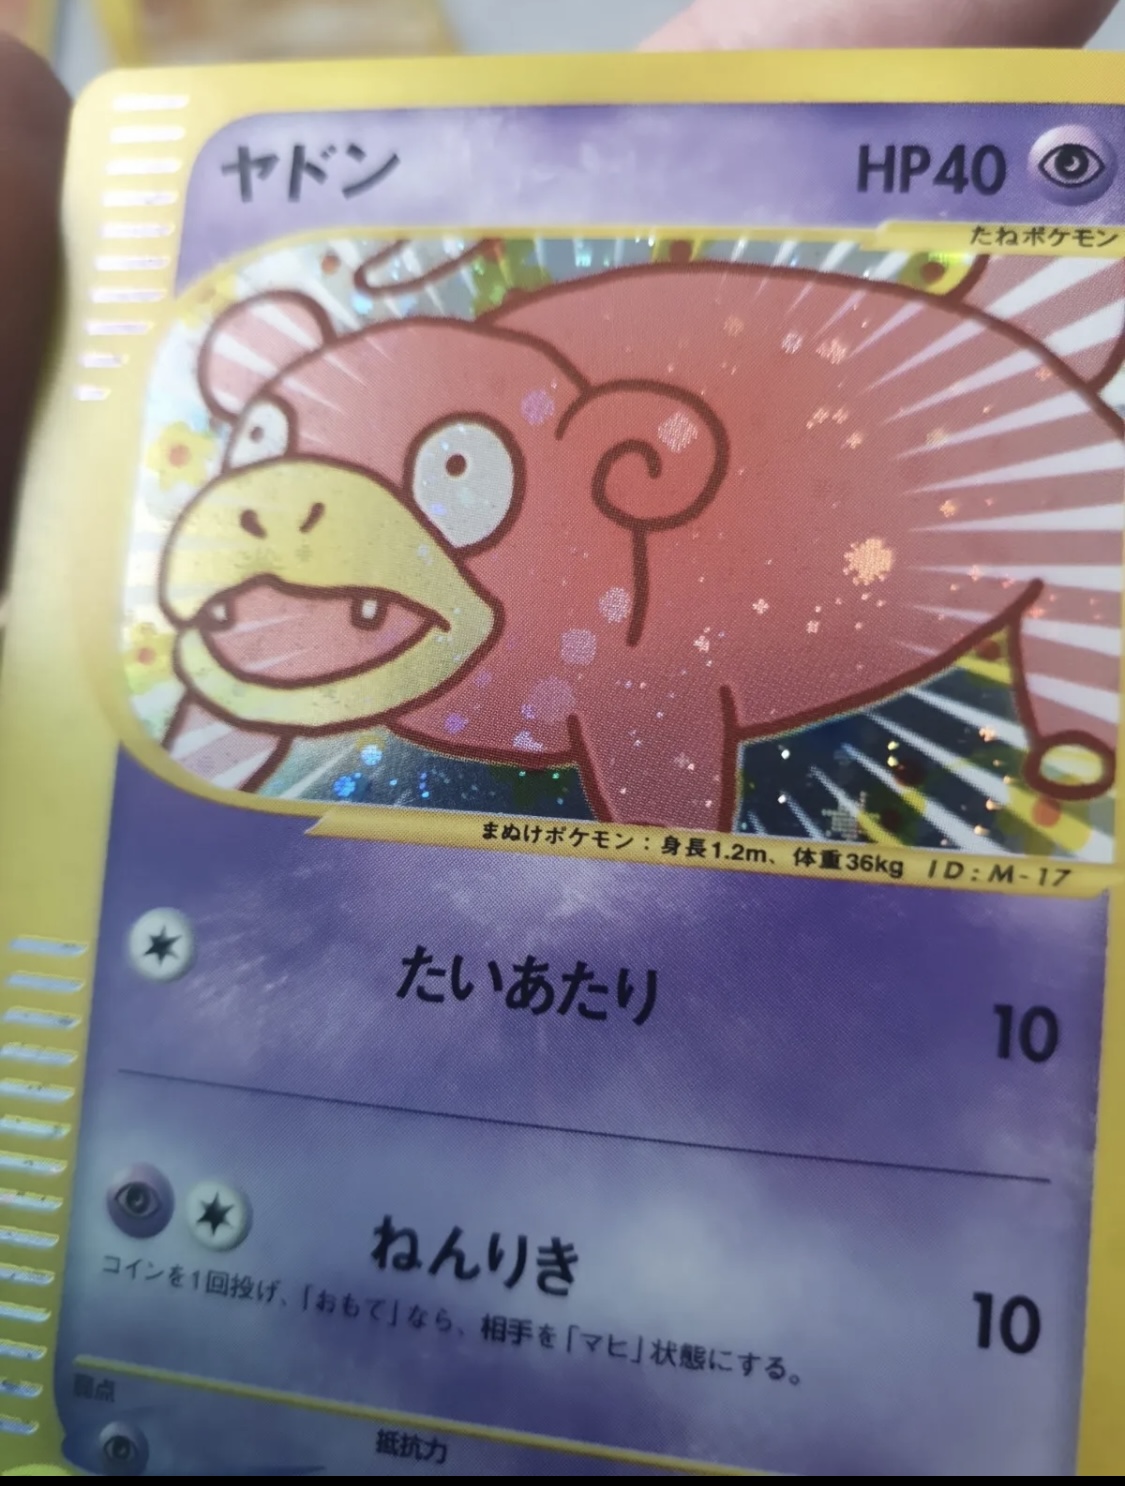 ヤドン
HP40
たねポケモン
まぬけポケモン：身長1.2m、体重36kg ID:M-17
たいあたり
10
ねんりき
10
コインを1回投げ、「おもて」なら、相手を「マヒ」状態にする。
弱点
抵抗力